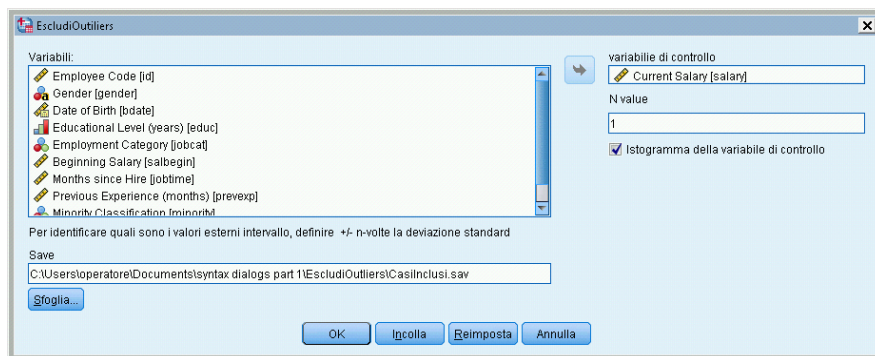 EscludiOutiliers
Variabili:
Employee Code [id]
Gender [gender]
Date of Birth [bdate]
Educational Level (years) [educ]
Employment Category [jobcat]
Beginning Salary [salbegin]
Months since Hire [jobtime]
Previous Experience (months) [prevexp]
Minority Classification [minority]
variabilie di controllo
Current Salary [salary]
N value
1
Istogramma della variabile di controllo
Per identificare quali sono i valori esterni intervallo, definire +/- n-volte la deviazione standard
Save
C:\Users\operatore\Documents\syntax dialogs part 1\EscludiOutliers\CasiInclusi.sav
Sfoglia...
OK Incolla Reimposta Annulla